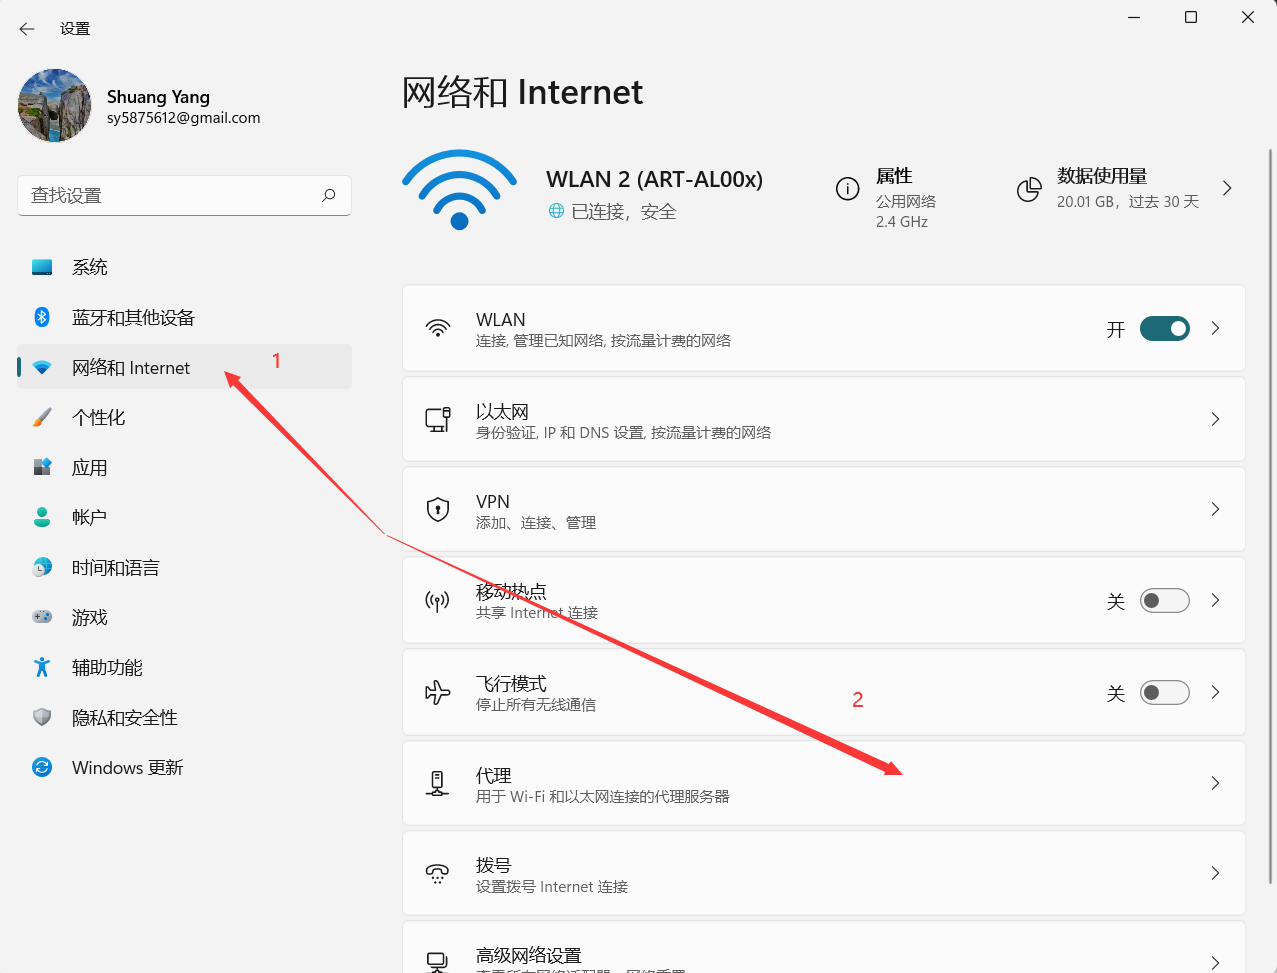 设置
Shuang Yang
sy5875612@gmail.com
查找设置
系统
蓝牙和其他设备
网络和 Internet
1
个性化
应用
帐户
时间和语言
游戏
辅助功能
隐私和安全性
Windows 更新
网络和 Internet
WLAN 2 (ART-AL00x)
已连接，安全
属性
公用网络
2.4 GHz
数据使用量
20.01 GB，过去 30 天
WLAN
连接, 管理已知网络, 按流量计费的网络
开
以太网
身份验证, IP 和 DNS 设置, 按流量计费的网络
VPN
添加、连接、管理
移动热点
共享 Internet 连接
关
飞行模式
停止所有无线通信
2
关
代理
用于 Wi-Fi 和以太网连接的代理服务器
拨号
设置拨号 Internet 连接
高级网络设置